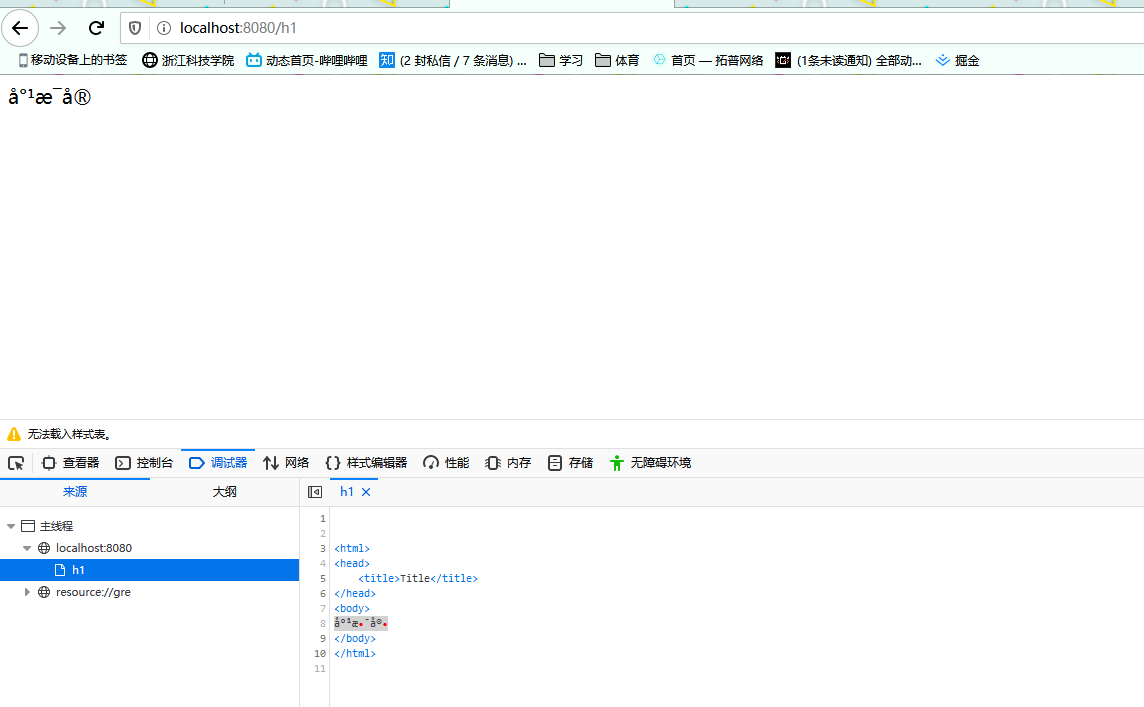 localhost:8080/h1
移动设备上的书签 浙江科技学院 动态首页-哔哩哔哩 知 (2 封私信 / 7 条消息) ... 学习 体育 首页 — 拓普网络 (1条未读通知) 全部动... 掘金
å°¹æ¯å®
无法载入样式表。
查看器 控制台 调试器 网络 样式编辑器 性能 内存 存储 无障碍环境
来源 大纲 h1
主线程
localhost:8080
h1
resource://gre
1
2
3 <html>
4 <head>
5 <title>Title</title>
6 </head>
7 <body>
8 å°¹æ•¯å®•
9 </body>
10 </html>
11